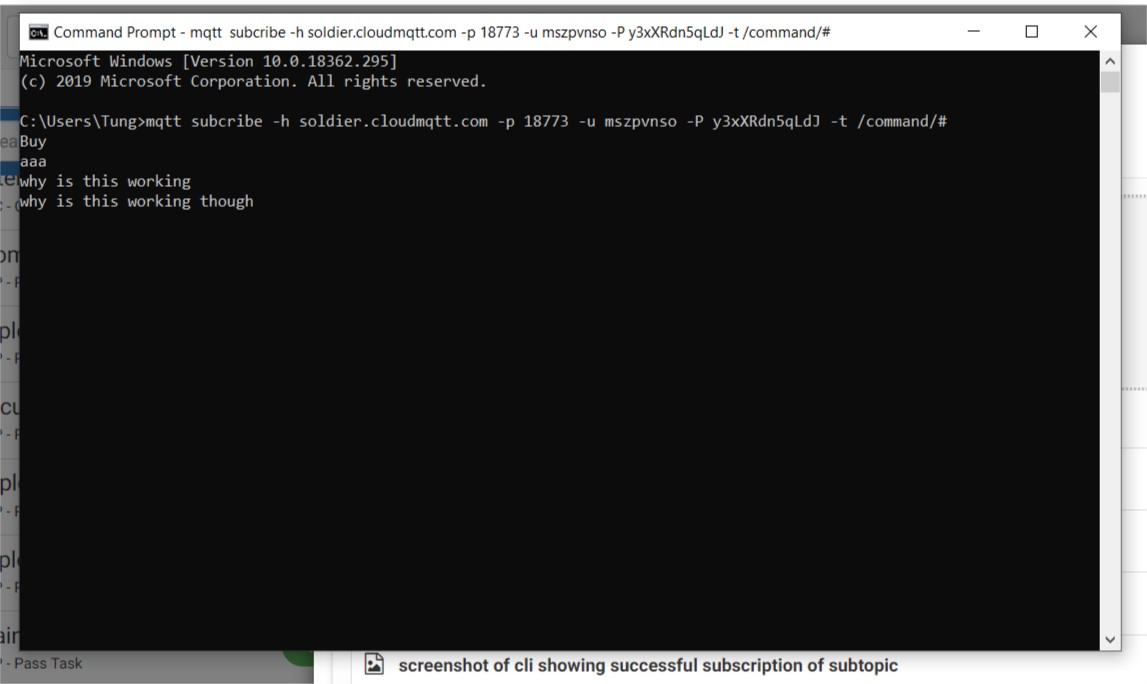 Command Prompt - mqtt  subcribe -h soldier.cloudmqtt.com -p 18773 -u mszpvnso -P y3xXRdn5qLdJ -t /command/#
Microsoft Windows [Version 10.0.18362.295]
(c) 2019 Microsoft Corporation. All rights reserved.
C:\Users\Tung>mqtt subcribe -h soldier.cloudmqtt.com -p 18773 -u mszpvnso -P y3xXRdn5qLdJ -t /command/#
Buy
aaa
why is this working
why is this working though
- Pass Task
screenshot of cli showing successful subscription of subtopic